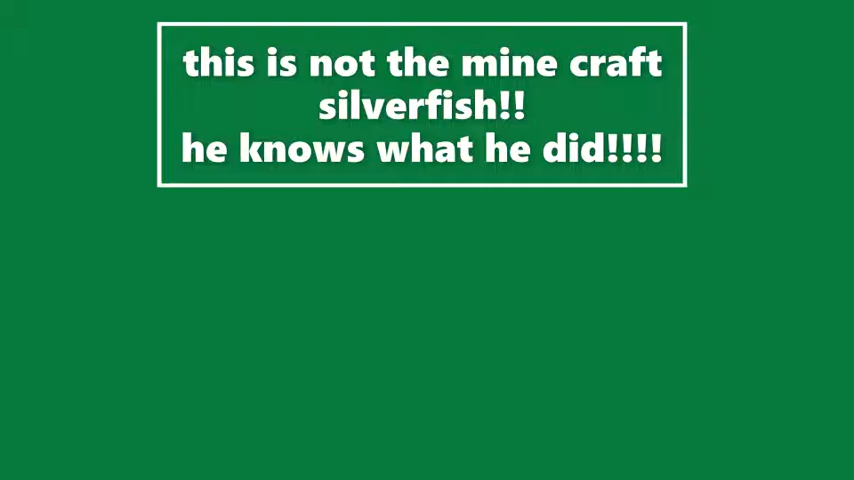 this is not the mine craft
silverfish!!
he knows what he did!!!!